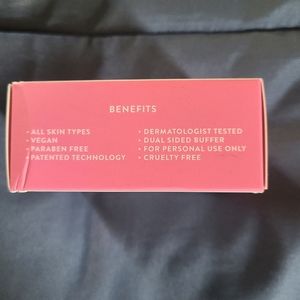 BENEFITS
• ALL SKIN TYPES
• VEGAN
• PARABEN FREE
• PATENTED TECHNOLOGY
• DERMATOLOGIST TESTED
• DUAL SIDED BUFFER
• FOR PERSONAL USE ONLY
• CRUELTY FREE